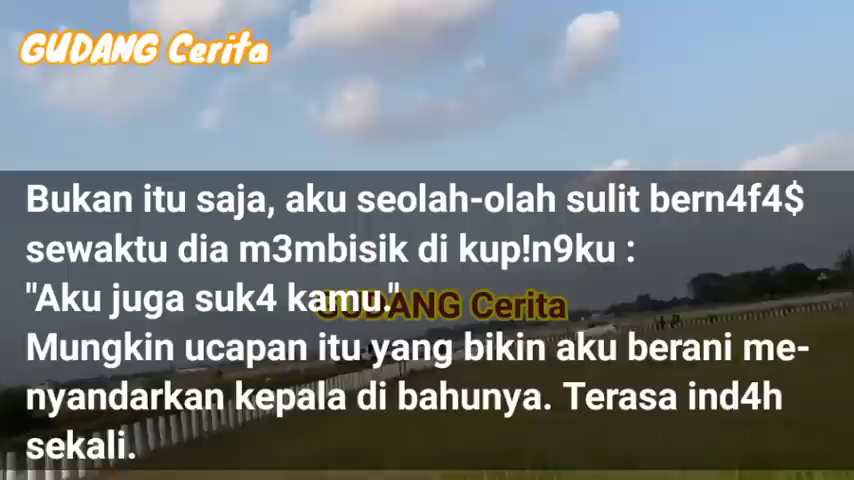 GUDANG Cerita
Bukan itu saja, aku seolah-olah sulit bern4f4$
sewaktu dia m3mbisik di kup!n9ku :
"Aku juga suk4 kamu."
GUDANG Cerita
Mungkin ucapan itu yang bikin aku berani me-
nyandarkan kepala di bahunya. Terasa ind4h
sekali.